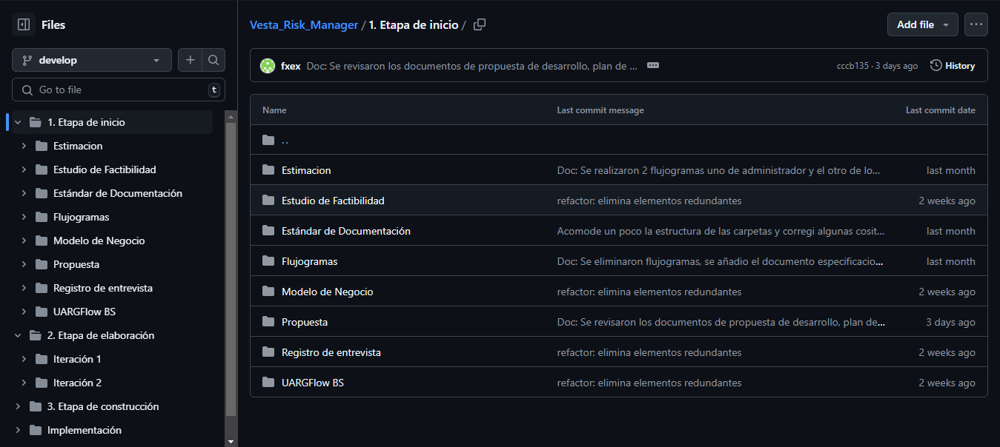 Files
develop
Go to file
t
1. Etapa de inicio
Estimacion
Estudio de Factibilidad
Estándar de Documentación
Flujogramas
Modelo de Negocio
Propuesta
Registro de entrevista
UARGFlow BS
2. Etapa de elaboración
Iteración 1
Iteración 2
3. Etapa de construcción
Implementación
Vesta_Risk_Manager / 1. Etapa de inicio /
Add file
fxex Doc: Se revisaron los documentos de propuesta de desarrollo, plan de ...
cccb135 · 3 days ago
History
Name Last commit message Last commit date
..
Estimacion Doc: Se realizaron 2 flujogramas uno de administrador y el otro de lo... last month
Estudio de Factibilidad refactor: elimina elementos redundantes 2 weeks ago
Estándar de Documentación Acomode un poco la estructura de las carpetas y corregi algunas cosit... last month
Flujogramas Doc: Se eliminaron flujogramas, se añadio el documento especificacio... last month
Modelo de Negocio refactor: elimina elementos redundantes 2 weeks ago
Propuesta Doc: Se revisaron los documentos de propuesta de desarrollo, plan de... 3 days ago
Registro de entrevista refactor: elimina elementos redundantes 2 weeks ago
UARGFlow BS refactor: elimina elementos redundantes 2 weeks ago